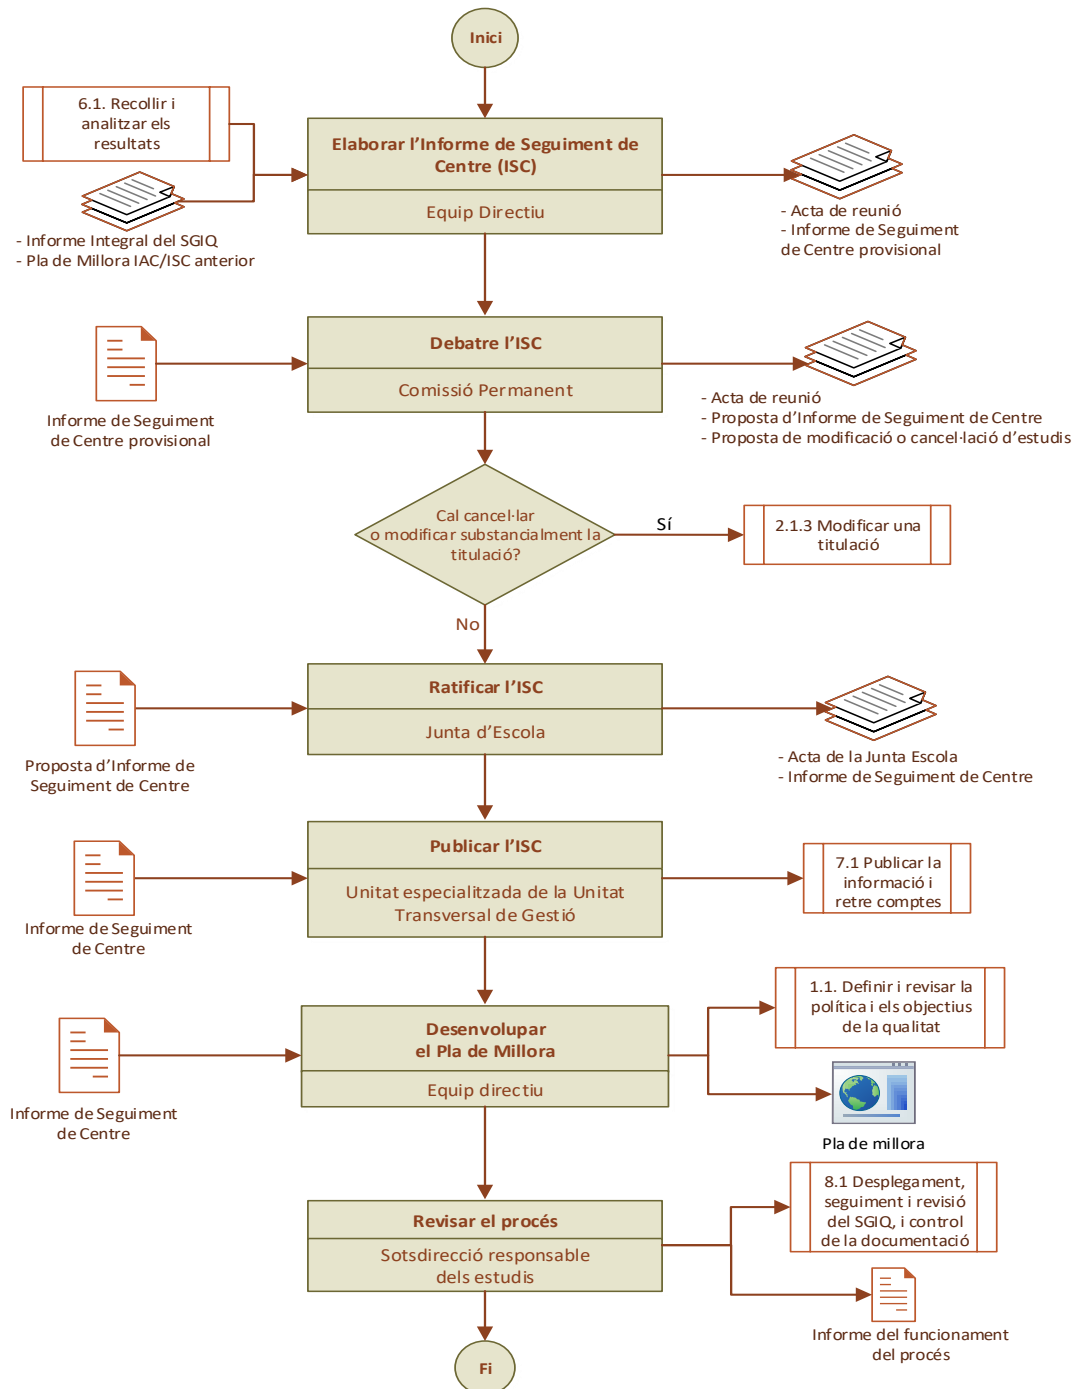 Inici
6.1. Recollir i
analitzar els
resultats
Elaborar l’Informe de Seguiment de
Centre (ISC)
Equip Directiu
- Informe Integral del SGIQ
- Pla de Millora IAC/ISC anterior
- Acta de reunió
- Informe de Seguiment
de Centre provisional
Debatre l’ISC
Comissió Permanent
Informe de Seguiment
de Centre provisional
- Acta de reunió
- Proposta d’Informe de Seguiment de Centre
- Proposta de modificació o cancel·lació d’estudis
Cal cancel·lar
o modificar substancialment la
titulació?
Sí
2.1.3 Modificar una
titulació
No
Ratificar l’ISC
Junta d’Escola
Proposta d’Informe de
Seguiment de Centre
- Acta de la Junta Escola
- Informe de Seguiment de Centre
Publicar l’ISC
Unitat especialitzada de la Unitat
Transversal de Gestió
Informe de Seguiment
de Centre
7.1 Publicar la
informació i
retre comptes
Desenvolupar
el Pla de Millora
Equip directiu
Informe de Seguiment
de Centre
1.1. Definir i revisar la
política i els objectius
de la qualitat
Pla de millora
Revisar el procés
Sotsdirecció responsable
dels estudis
8.1 Desplegament,
seguiment i revisió
del SGIQ, i control
de la documentació
Informe del funcionament
del procés
Fi